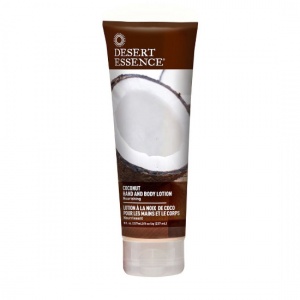 DESERT
ESSENCE®
COCONUT
HAND AND BODY LOTION
Nourishing
LOTION À LA NOIX DE COCO
POUR LES MAINS ET LE CORPS
Nourrissant